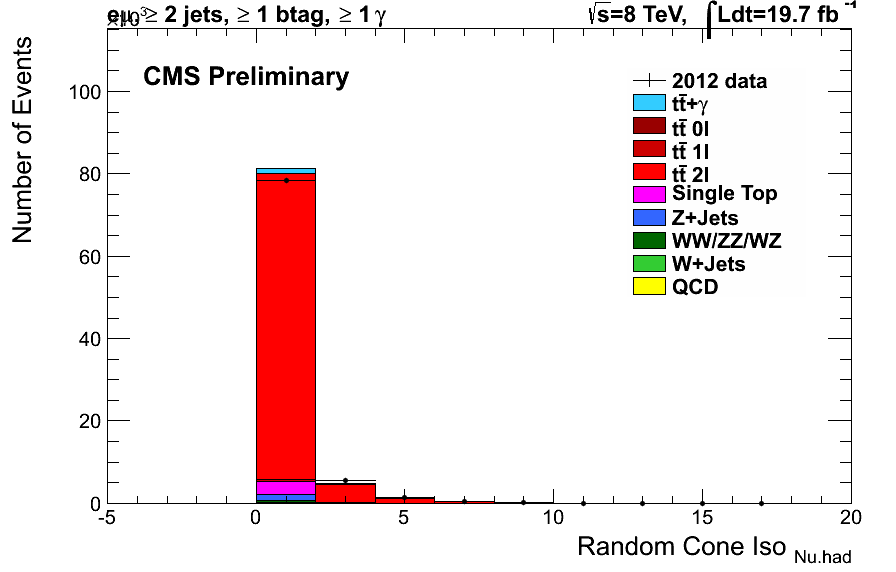 ×10³
eμ, ≥ 2 jets, ≥ 1 btag, ≥ 1 γ
√s=8 TeV, ∫Ldt=19.7 fb⁻¹
CMS Preliminary
Number of Events
2012 data
tt̄+γ
tt̄ 0l
tt̄ 1l
tt̄ 2l
Single Top
Z+Jets
WW/ZZ/WZ
W+Jets
QCD
100
80
60
40
20
0
-5 0 5 10 15 20
Random Cone Iso Nu.had